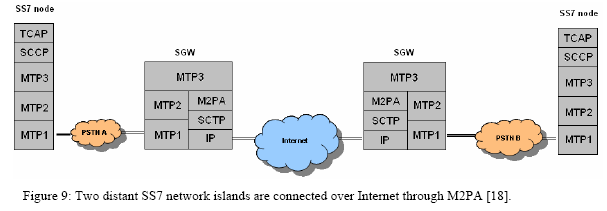 SS7 node
TCAP
SCCP
MTP3
MTP2
MTP1
PSTN A
SGW
MTP3
MTP2
M2PA
SCTP
MTP1
IP
Internet
SGW
MTP3
M2PA
MTP2
SCTP
IP
MTP1
PSTN B
SS7 node
TCAP
SCCP
MTP3
MTP2
MTP1
Figure 9: Two distant SS7 network islands are connected over Internet through M2PA [18].